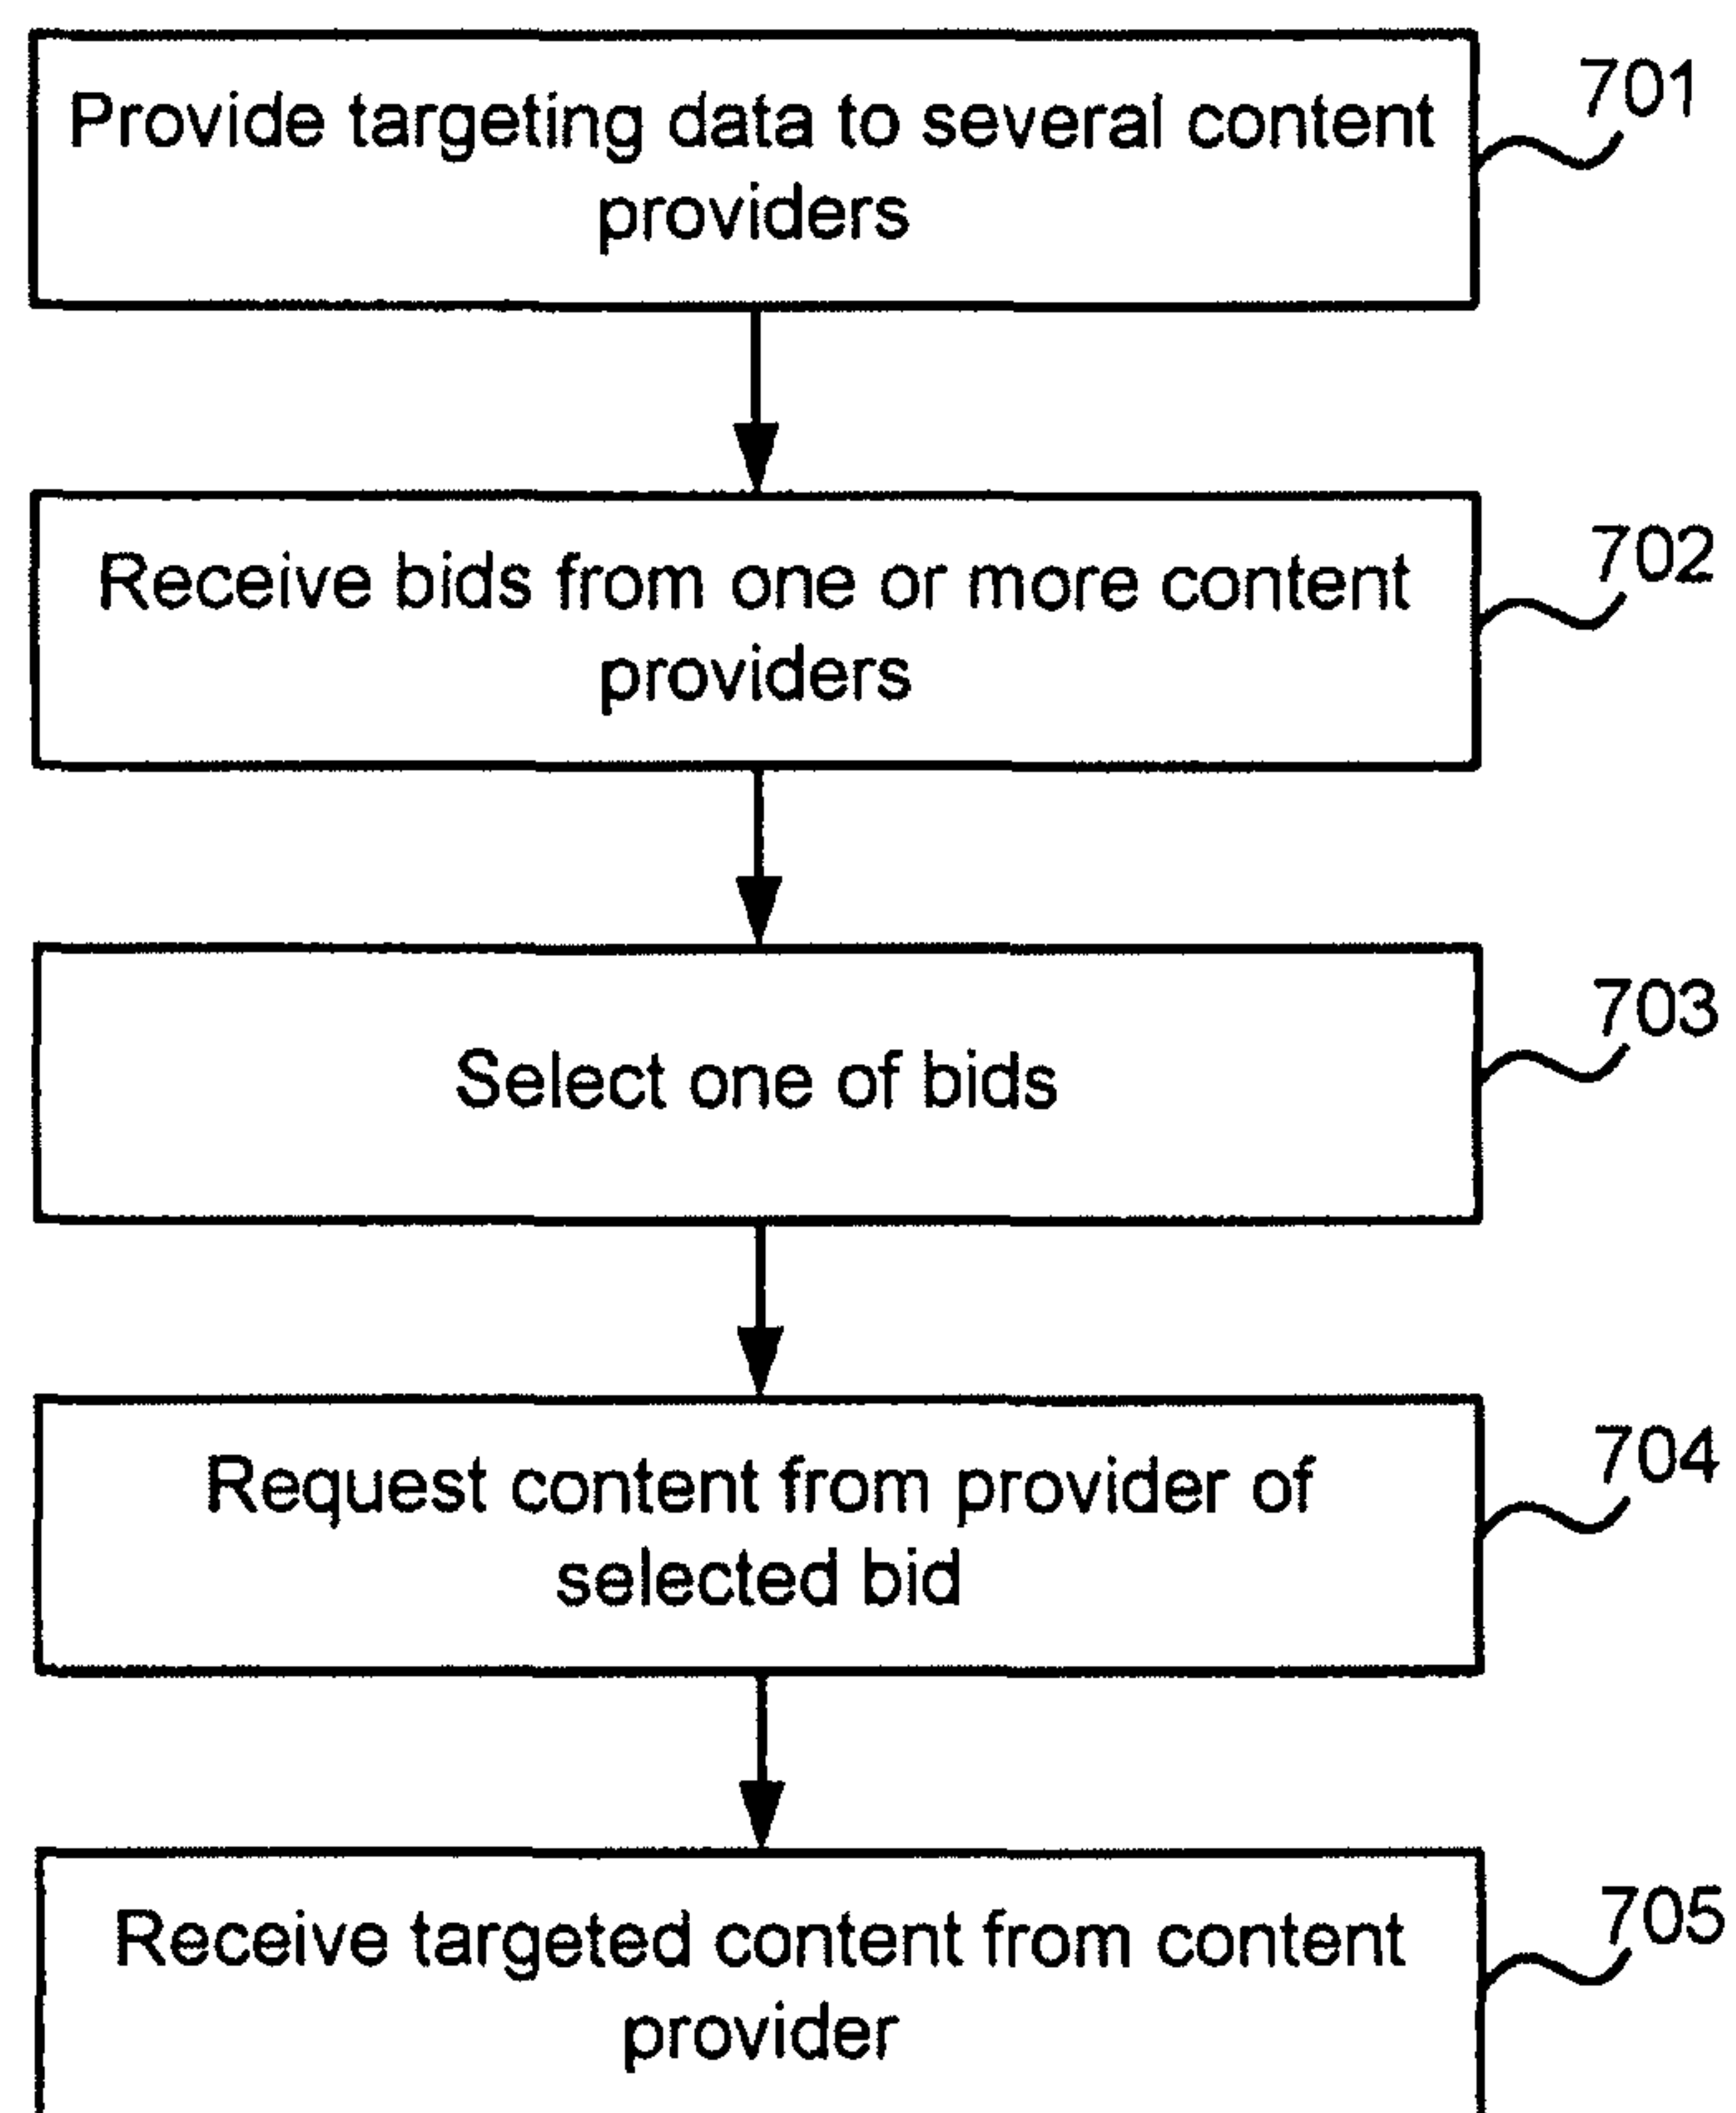 Provide targeting data to several content
providers
701
Receive bids from one or more content
providers
702
Select one of bids
703
Request content from provider of
selected bid
704
Receive targeted content from content
provider
705